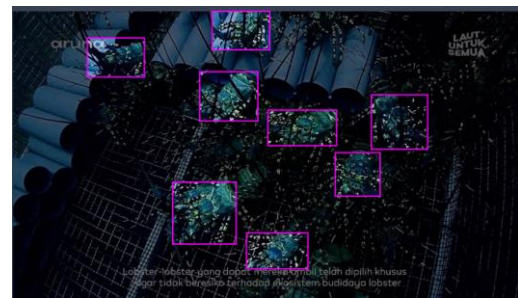 aruna
LAUT
UNTUK
SEMUA
Lobster-lobster yang dapat mereka ambil telah dipilih khusus
agar tidak beresiko terhadap ekosistem budidaya lobster